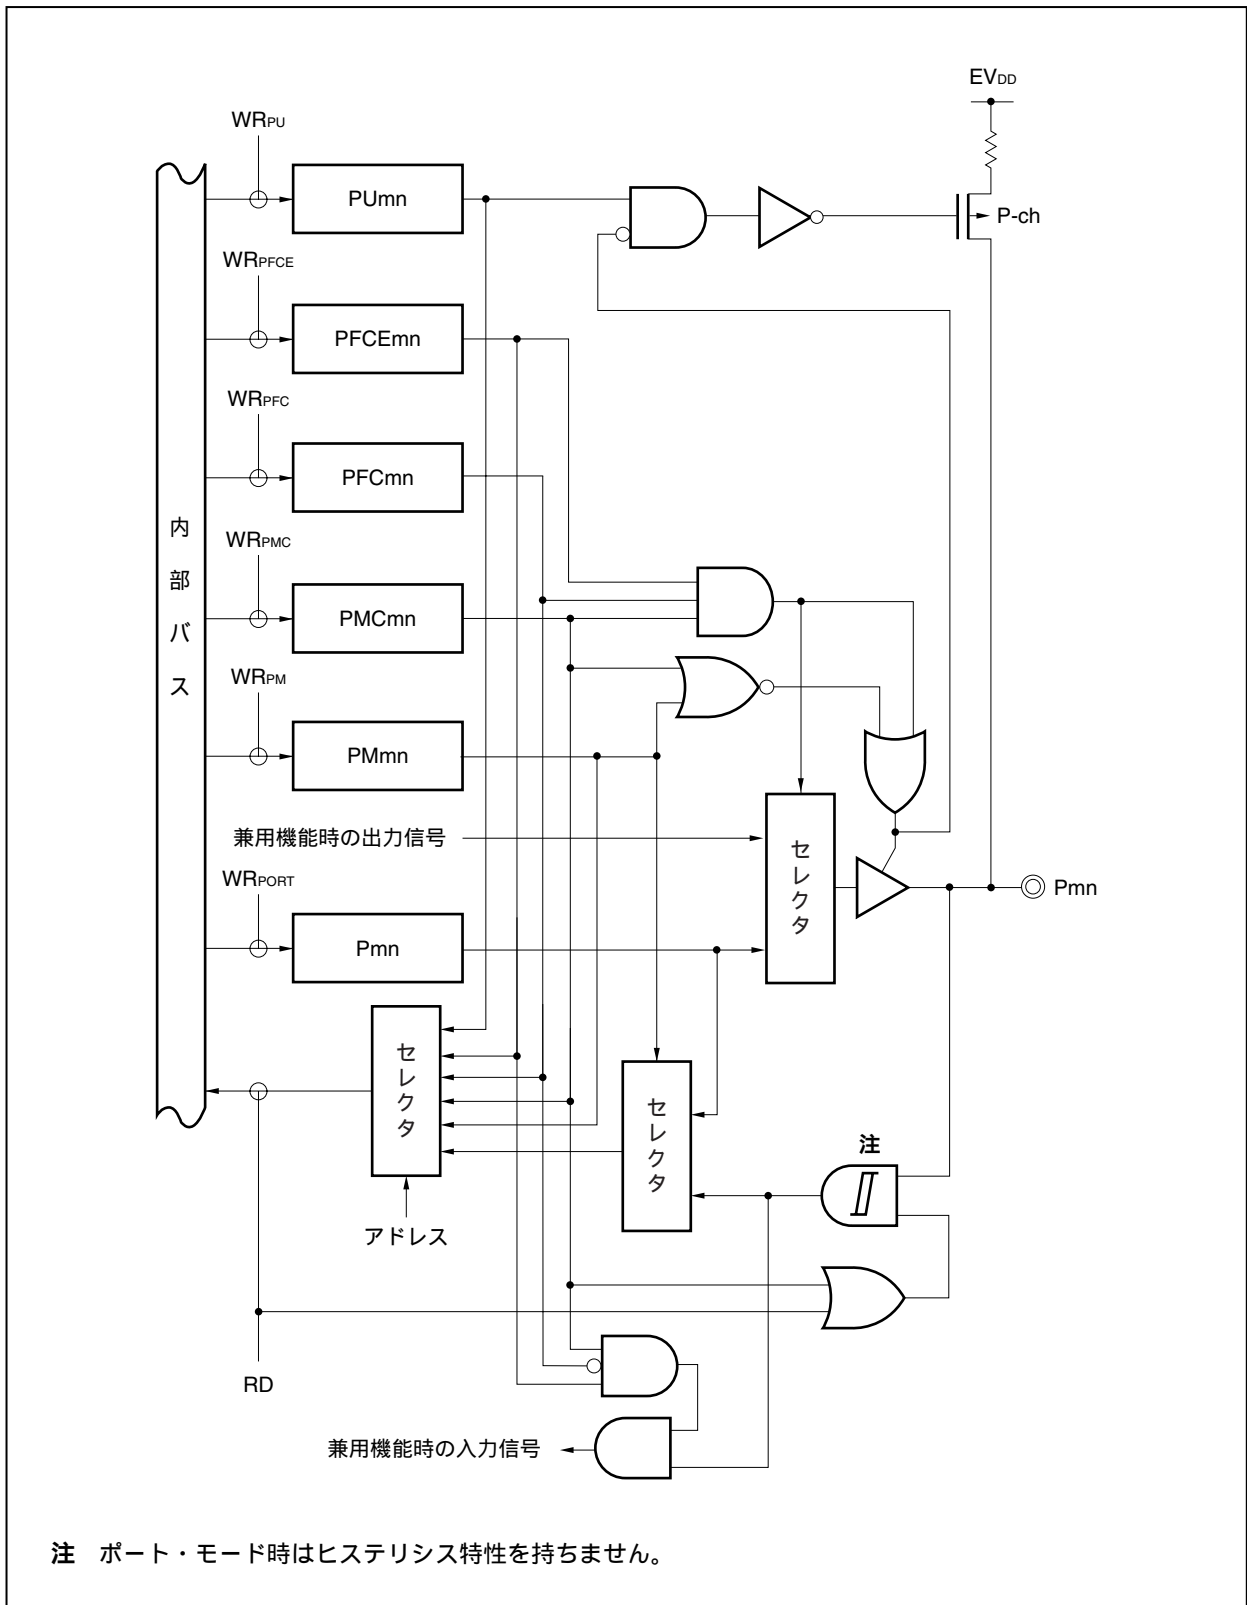 EVDD
WRPU
PUmn
P-ch
WRPFCE
PFCEmn
WRPFC
PFCmn
内部バス
WRPMC
PMCmn
WRPM
PMmn
兼用機能時の出力信号
セレクタ
WRPORT
Pmn
Pmn
セレクタ
セレクタ
注
アドレス
RD
兼用機能時の入力信号
注 ポート・モード時はヒステリシス特性を持ちません。